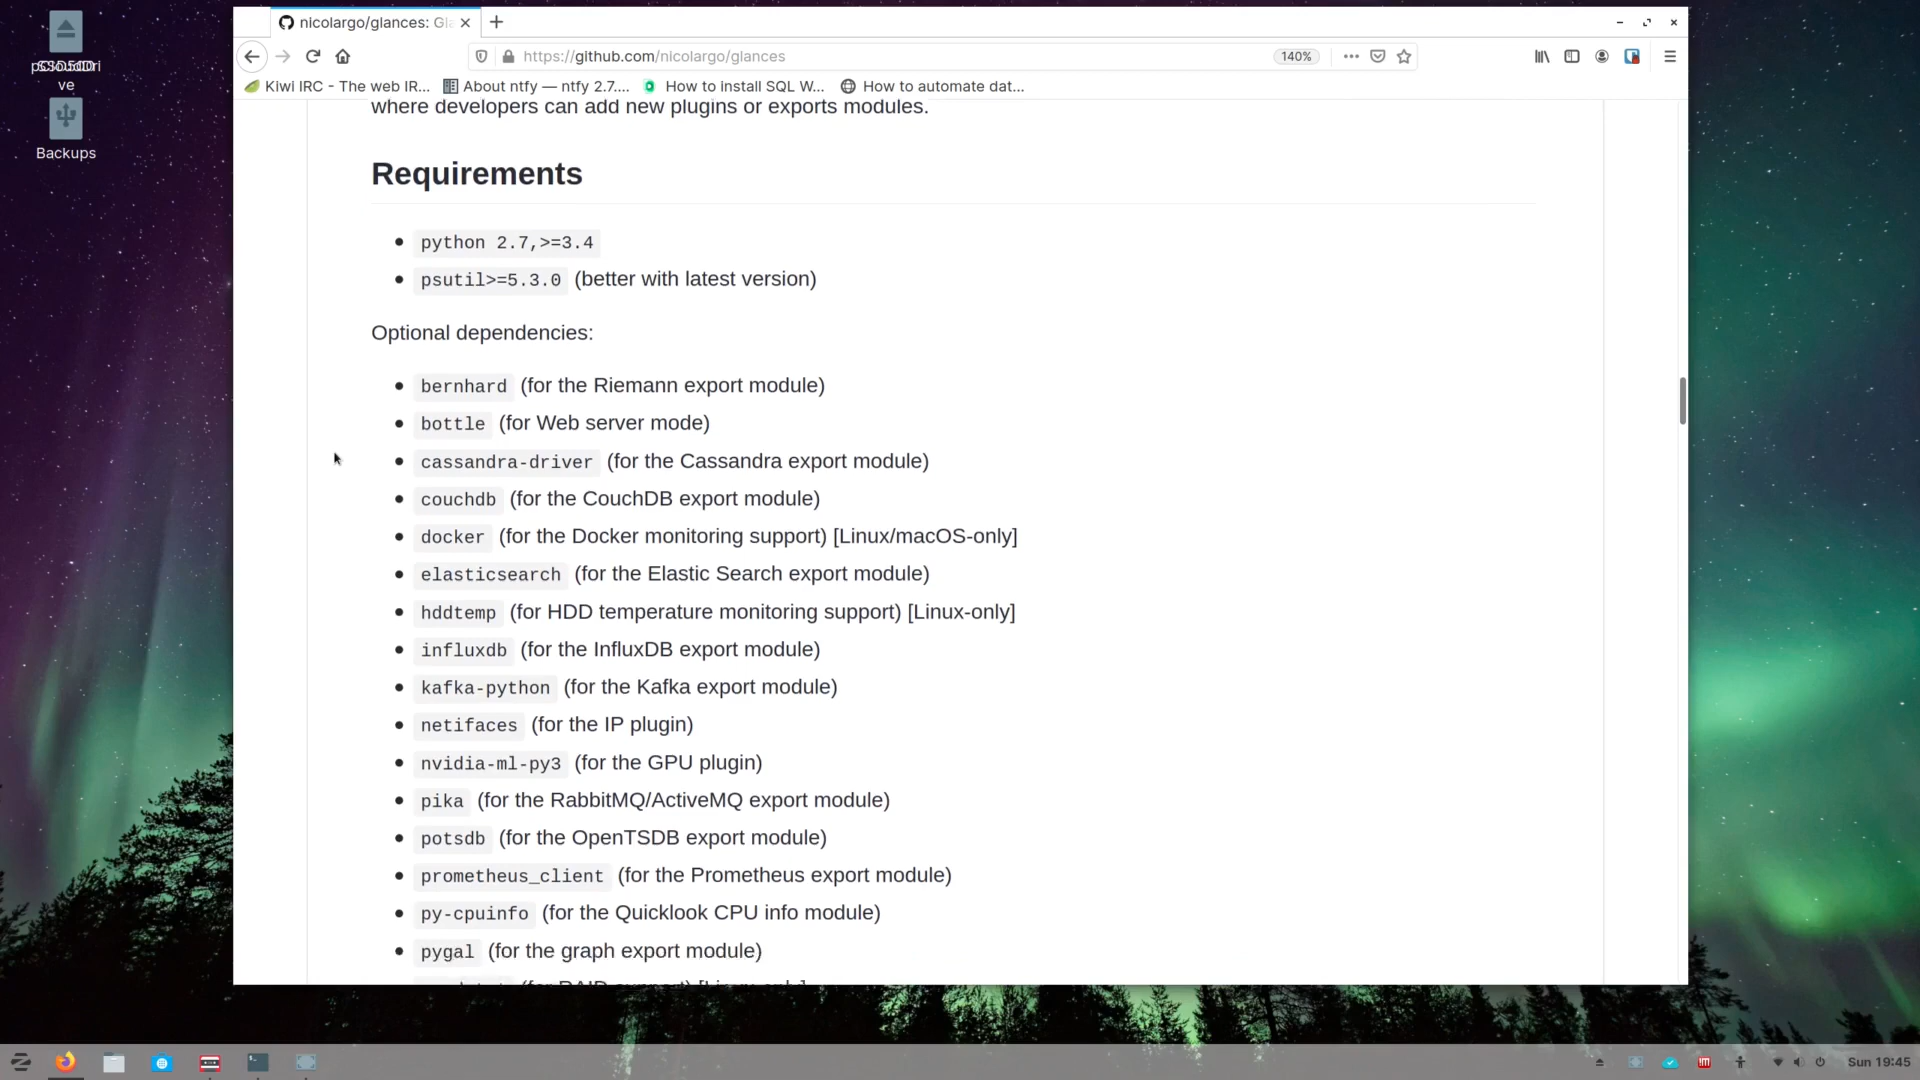 nicolargo/glances: Gla
https://github.com/nicolargo/glances
140%
Kiwi IRC - The web IR...
About ntfy — ntfy 2.7....
How to install SQL W...
How to automate dat...
ve
Backups
where developers can add new plugins or exports modules.
Requirements
python 2.7,>=3.4
psutil>=5.3.0 (better with latest version)
Optional dependencies:
bernhard (for the Riemann export module)
bottle (for Web server mode)
cassandra-driver (for the Cassandra export module)
couchdb (for the CouchDB export module)
docker (for the Docker monitoring support) [Linux/macOS-only]
elasticsearch (for the Elastic Search export module)
hddtemp (for HDD temperature monitoring support) [Linux-only]
influxdb (for the InfluxDB export module)
kafka-python (for the Kafka export module)
netifaces (for the IP plugin)
nvidia-ml-py3 (for the GPU plugin)
pika (for the RabbitMQ/ActiveMQ export module)
potsdb (for the OpenTSDB export module)
prometheus_client (for the Prometheus export module)
py-cpuinfo (for the Quicklook CPU info module)
pygal (for the graph export module)
(for RAID support) [Linux-only]
Sun 19:45